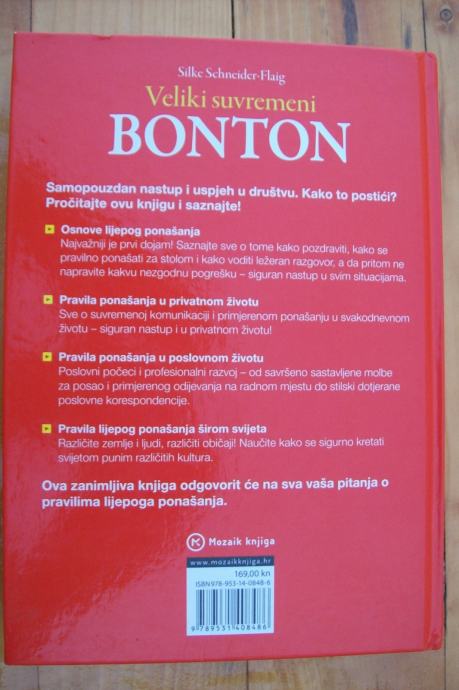 Silke Schneider-Flaig
Veliki suvremeni
BONTON
Samopouzdan nastup i uspjeh u društvu. Kako to postići?
Pročitajte ovu knjigu i saznajte!
Osnove lijepog ponašanja
Najvažniji je prvi dojam! Saznajte sve o tome kako pozdraviti, kako se
pravilno ponašati za stolom i kako voditi ležeran razgovor, a da pritom ne
napravite kakvu nezgodnu pogrešku – siguran nastup u svim situacijama.
Pravila ponašanja u privatnom životu
Sve o suvremenoj komunikaciji i primjerenom ponašanju u svakodnevnom
životu – siguran nastup i u privatnom životu!
Pravila ponašanja u poslovnom životu
Poslovni počeci i profesionalni razvoj – od savršeno sastavljene molbe
za posao i primjerenog odijevanja na radnom mjestu do stilski dotjerane
poslovne korespondencije.
Pravila lijepog ponašanja širom svijeta
Različite zemlje i ljudi, različiti običaji! Naučite kako se sigurno kretati
svijetom punim različitih kultura.
Ova zanimljiva knjiga odgovorit će na sva vaša pitanja o
pravilima lijepoga ponašanja.
Mozaik knjiga
www.mozaikknjiga.hr
169,00 kn
ISBN 978-953-14-0848-6
9 789531 408486